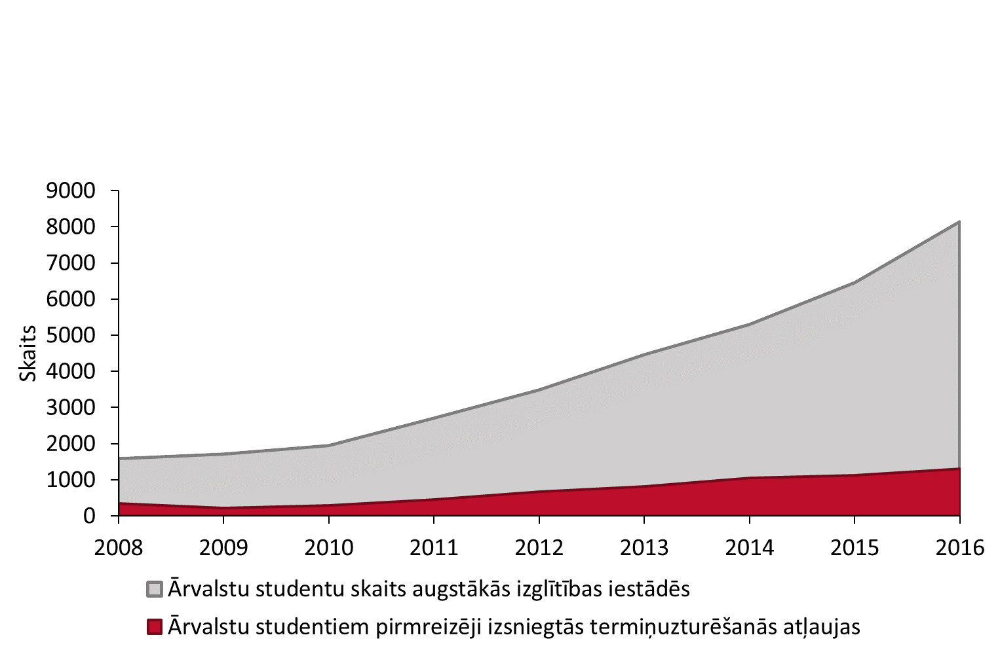 9000
8000
7000
6000
5000
4000
3000
2000
1000
0
Skaits
2008 2009 2010 2011 2012 2013 2014 2015 2016
Ārvalstu studentu skaits augstākās izglītības iestādēs
Ārvalstu studentiem pirmreizēji izsniegtās termiņuzturēšanās atļaujas